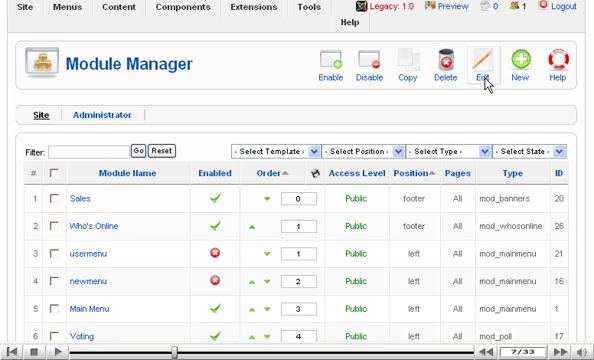 Site Menus Content Components Extensions Tools Legacy: 1.0 Preview 0 1 Logout
Help
Module Manager
Enable Disable Copy Delete Edit New Help
Site Administrator
Filter: Go Reset - Select Template - - Select Position - - Select Type - - Select State -
# Module Name Enabled Order Access Level Position Pages Type ID
1 Sales 0 Public footer All mod_banners 20
2 Who's Online 1 Public footer All mod_whosonline 26
3 usermenu 1 Public left All mod_mainmenu 21
4 newmenu 2 Public left All mod_mainmenu 16
5 Main Menu 3 Public left All mod_mainmenu 1
6 Voting 4 Public left All mod_poll 17
7/33